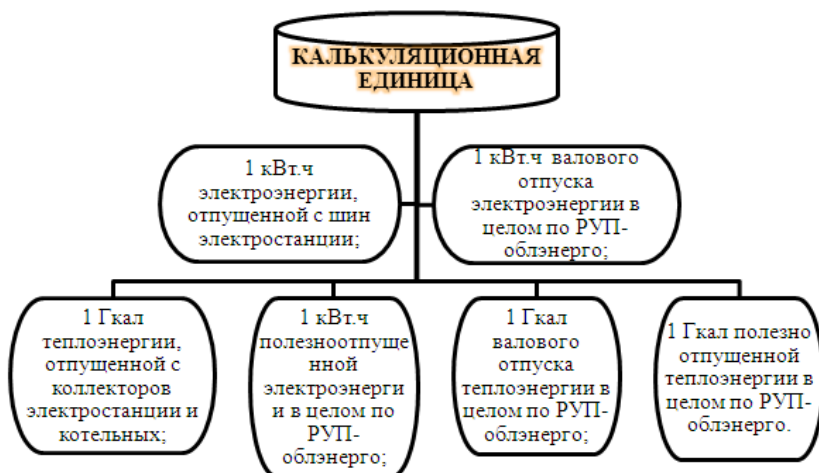 КАЛЬКУЛЯЦИОННАЯ
ЕДИНИЦА
1 кВт.ч
электроэнергии,
отпущенной с шин
электростанции;
1 кВт.ч валового
отпуска
электроэнергии в
целом по РУП-
облэнерго;
1 Гкал
теплоэнергии,
отпущенной с
коллекторов
электростанции и
котельных;
1 кВт.ч
полезноотпуще
нной
электроэнерги
и в целом по
РУП-
облэнерго;
1 Гкал
валового
отпуска
теплоэнергии в
целом по РУП-
облэнерго;
1 Гкал полезно
отпущенной
теплоэнергии в
целом по РУП-
облэнерго.